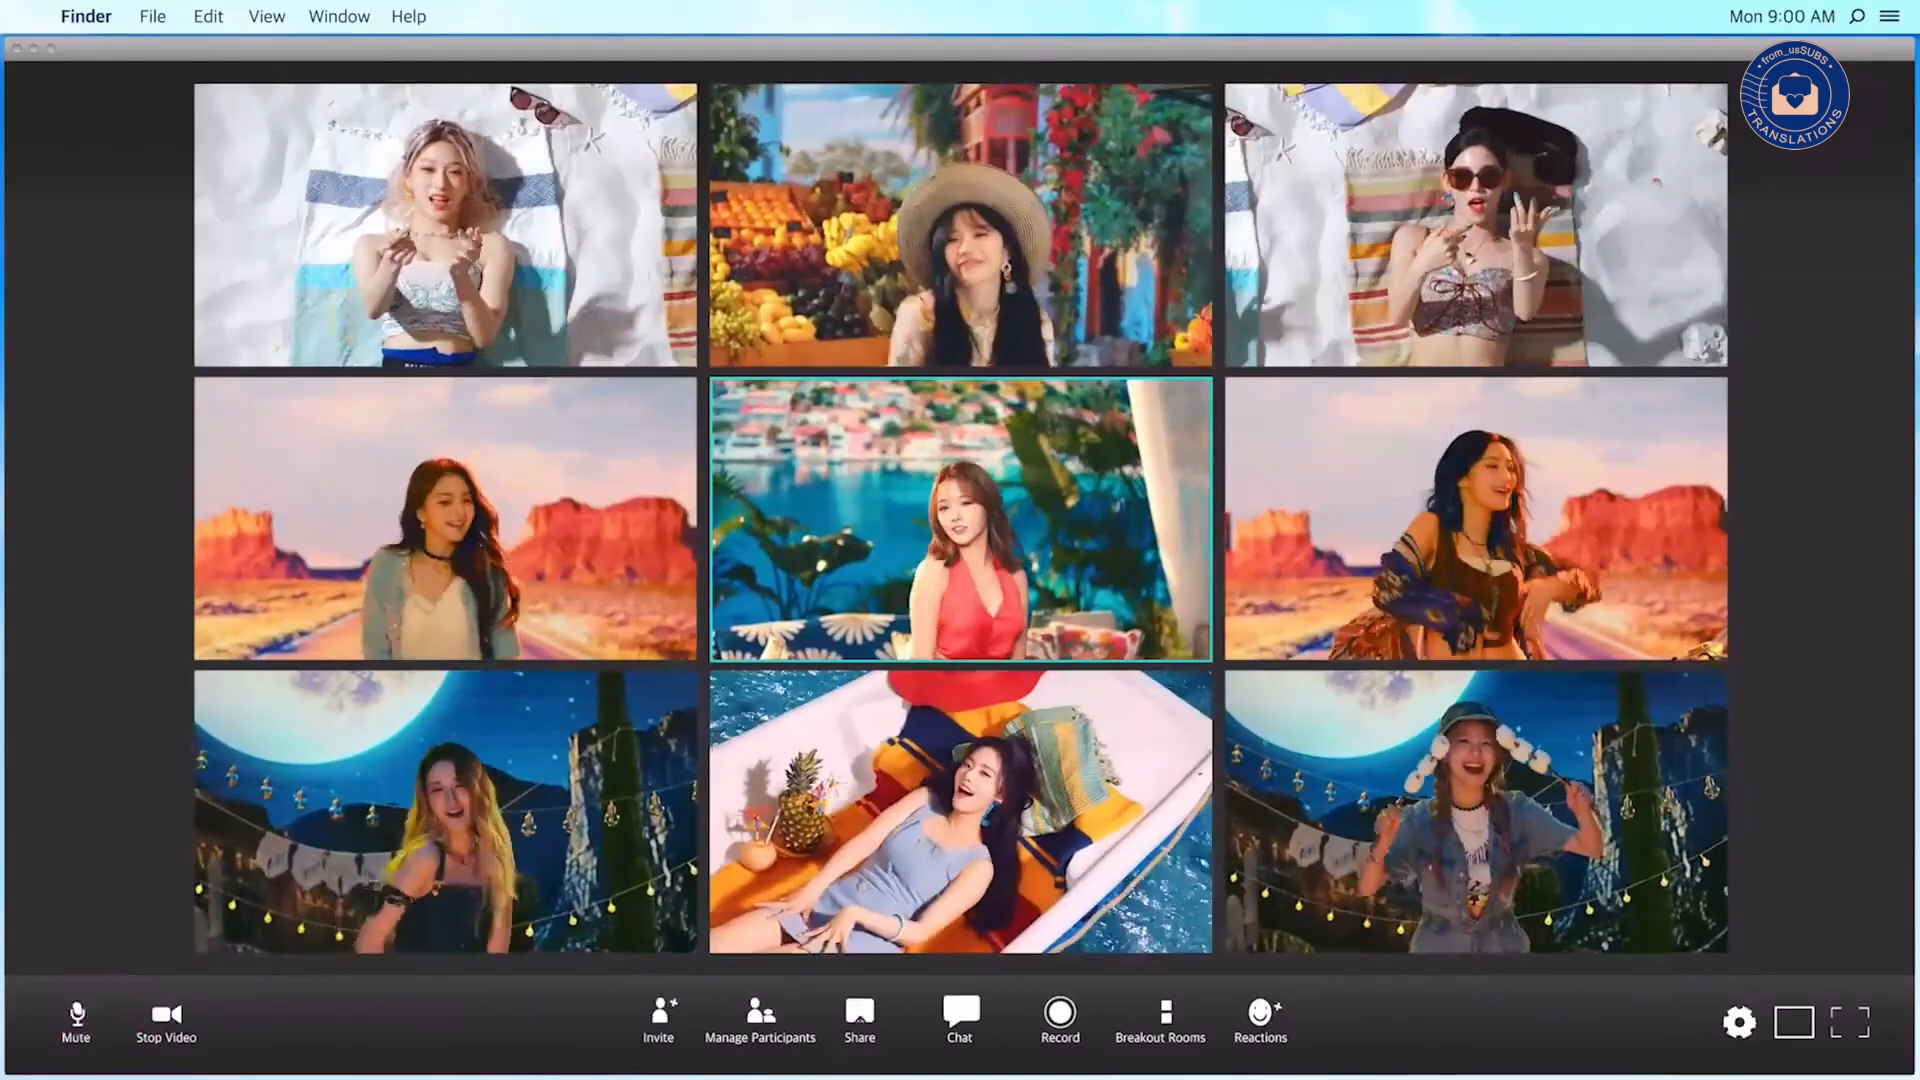 Finder File Edit View Window Help
Mon 9:00 AM
from_usSUBS
TRANSLATIONS
Mute
Stop Video
Invite
Manage Participants
Share
Chat
Record
Breakout Rooms
Reactions